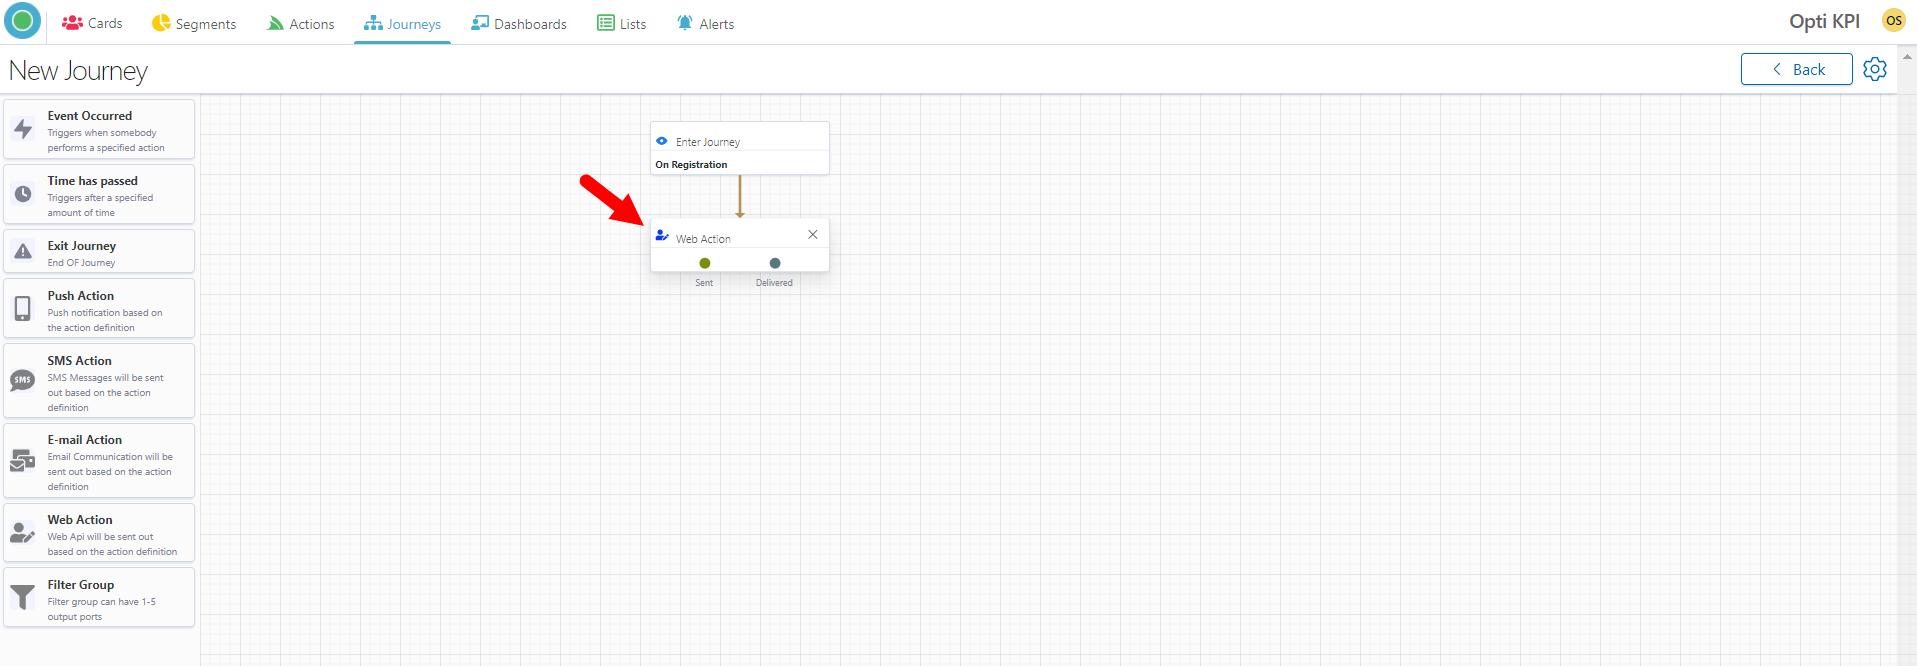 Cards
Segments
Actions
Journeys
Dashboards
Lists
Alerts
Opti KPI
OS
New Journey
Back
Event Occurred
Triggers when somebody
performs a specified action
Time has passed
Triggers after a specified
amount of time
Exit Journey
End OF Journey
Push Action
Push notification based on
the action definition
SMS Action
SMS
SMS Messages will be sent
out based on the action
definition
E-mail Action
Email Communication will be
sent out based on the action
definition
Web Action
Web Api will be sent out
based on the action definition
Filter Group
Filter group can have 1-5
output ports
Enter Journey
On Registration
Web Action
Sent
Delivered